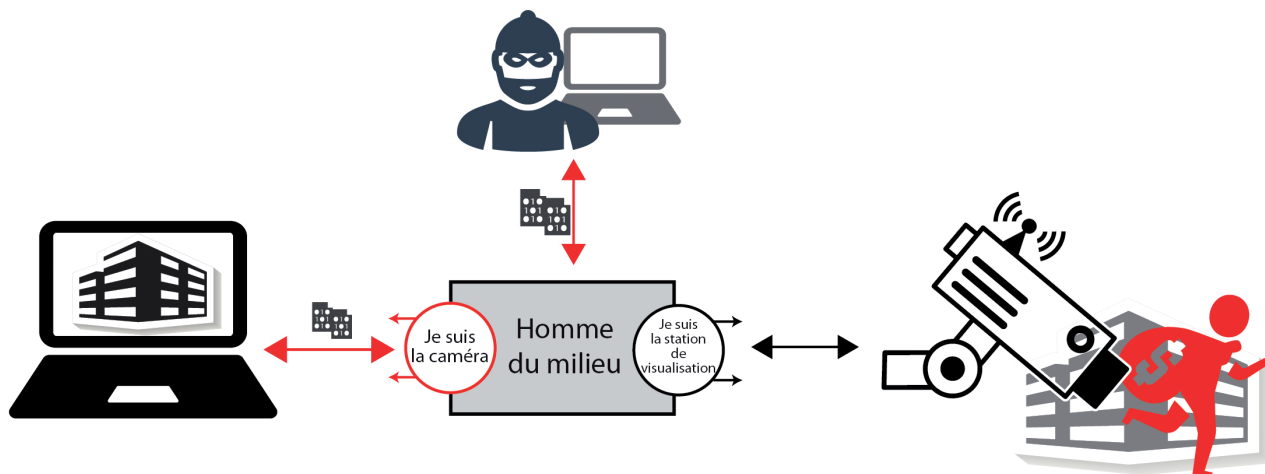 Je suis
la caméra
Homme
du milieu
Je suis
la station
de
visualisation)
$